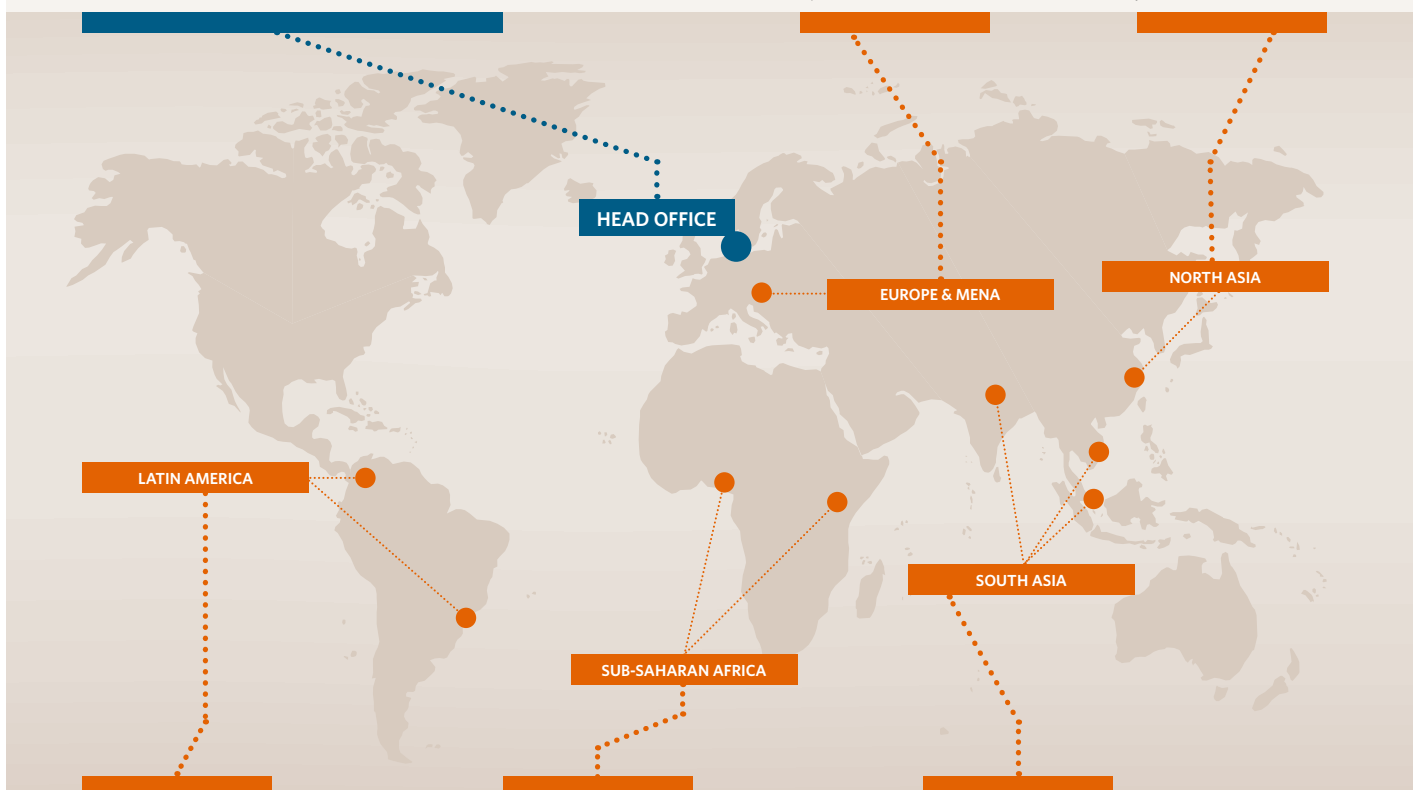 HEAD OFFICE
NORTH ASIA
EUROPE & MENA
LATIN AMERICA
SOUTH ASIA
SUB-SAHARAN AFRICA